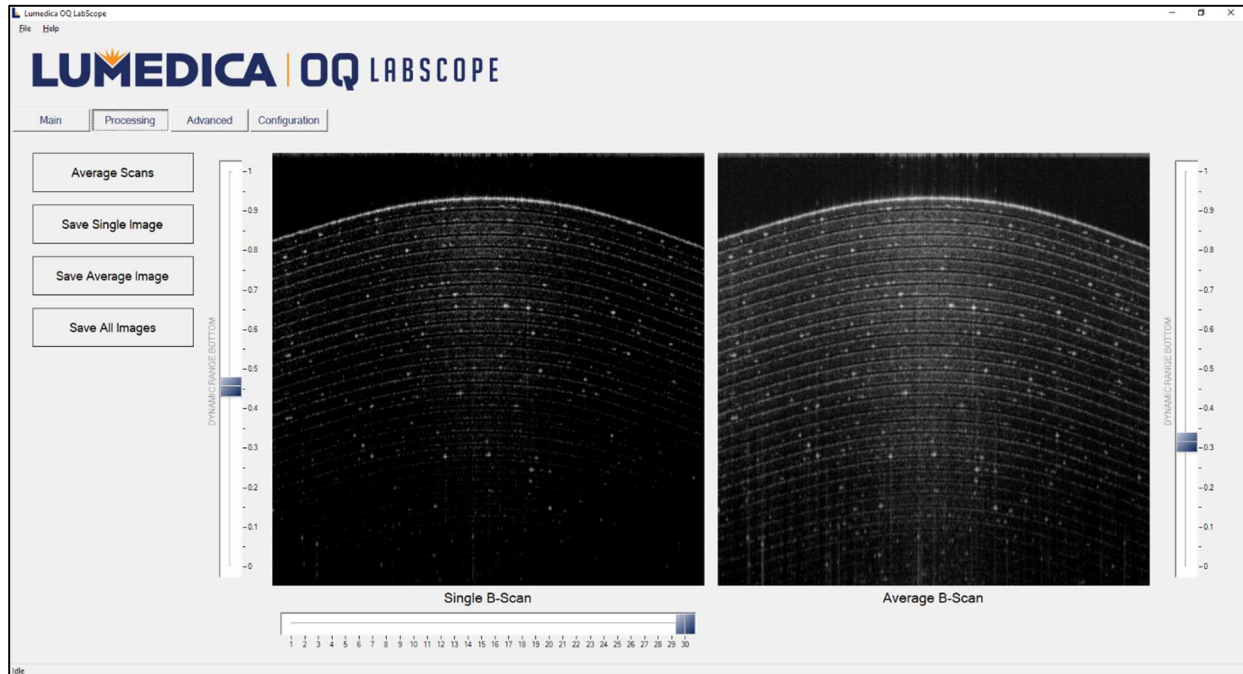 Lumedica OQ LabScope
File Help
LUMEDICA | OQ LABSCOPE
Main Processing Advanced Configuration
Average Scans
Save Single Image
Save Average Image
Save All Images
DYNAMIC RANGE BOTTOM
1
0.9
0.8
0.7
0.6
0.5
0.4
0.3
0.2
0.1
0
Single B-Scan
1 2 3 4 5 6 7 8 9 10 11 12 13 14 15 16 17 18 19 20 21 22 23 24 25 26 27 28 29 30
Average B-Scan
DYNAMIC RANGE BOTTOM
1
0.9
0.8
0.7
0.6
0.5
0.4
0.3
0.2
0.1
0
Idle